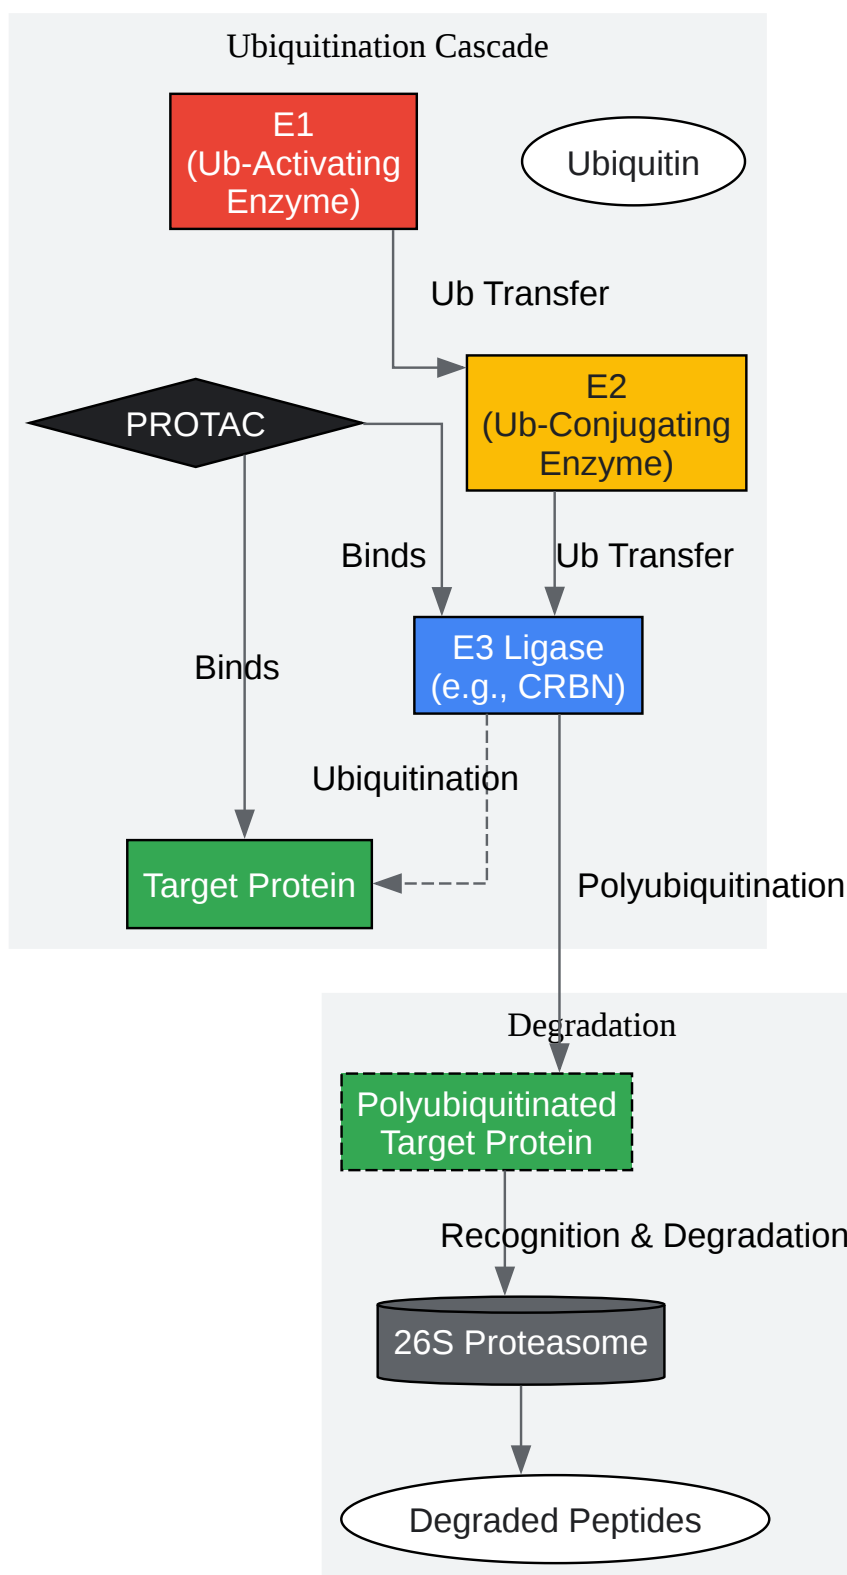 Ubiquitination Cascade
E1
(Ub-Activating
Enzyme)
Ubiquitin
Ub Transfer
E2
(Ub-Conjugating
Enzyme)
PROTAC
Binds
Ub Transfer
E3 Ligase
(e.g., CRBN)
Binds
Ubiquitination
Target Protein
Polyubiquitination
Degradation
Polyubiquitinated
Target Protein
Recognition & Degradation
26S Proteasome
Degraded Peptides